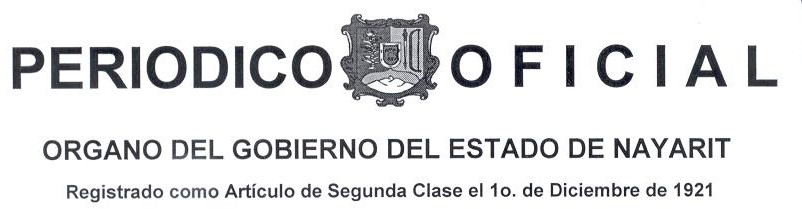 PERIODICO OFICIAL
ORGANO DEL GOBIERNO DEL ESTADO DE NAYARIT
Registrado como Artículo de Segunda Clase el 1o. de Diciembre de 1921